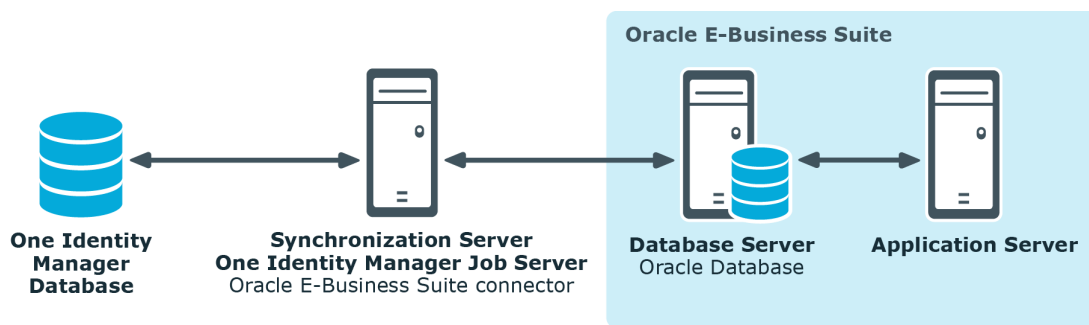 Oracle E-Business Suite
One Identity
Manager
Database
Synchronization Server
One Identity Manager Job Server
Oracle E-Business Suite connector
Database Server
Oracle Database
Application Server